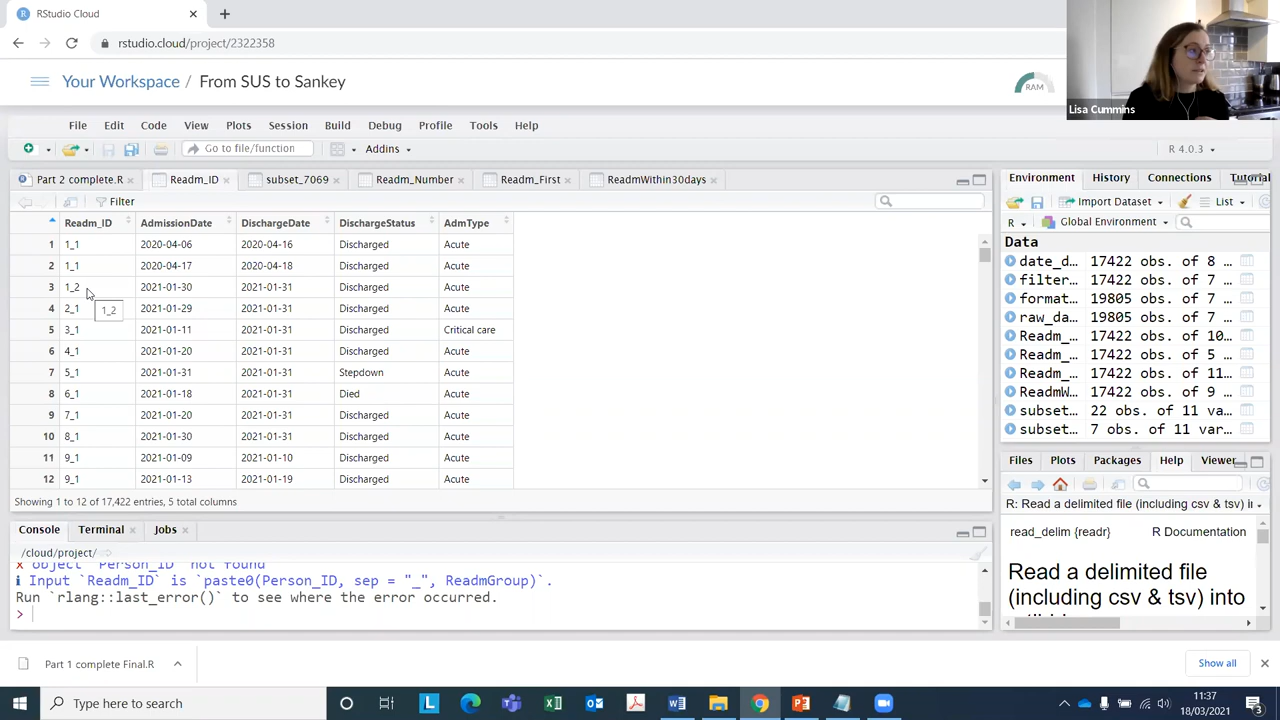 RStudio Cloud
rstudio.cloud/project/2322358
Your Workspace / From SUS to Sankey
RAM
Lisa Cummins
File Edit Code View Plots Session Build Debug Profile Tools Help
Go to file/function Addins R 4.0.3
Part 2 complete.R Readm_ID subset_7069 Readm_Number Readm_First ReadmWithin30days
Filter
Readm_ID AdmissionDate DischargeDate DischargeStatus AdmType
1 1_1 2020-04-06 2020-04-16 Discharged Acute
2 1_1 2020-04-17 2020-04-18 Discharged Acute
3 1_2 2021-01-30 2021-01-31 Discharged Acute
1_2
4 2_1 2021-01-29 2021-01-31 Discharged Acute
5 3_1 2021-01-11 2021-01-31 Discharged Critical care
6 4_1 2021-01-20 2021-01-31 Discharged Acute
7 5_1 2021-01-31 2021-01-31 Stepdown Acute
8 6_1 2021-01-18 2021-01-31 Died Acute
9 7_1 2021-01-20 2021-01-31 Discharged Acute
10 8_1 2021-01-30 2021-01-31 Discharged Acute
11 9_1 2021-01-09 2021-01-10 Discharged Acute
12 9_1 2021-01-13 2021-01-19 Discharged Acute
Showing 1 to 12 of 17,422 entries, 5 total columns
Environment History Connections Tutorial
Import Dataset List
R Global Environment
Data
date_d… 17422 obs. of 8 …
filter… 17422 obs. of 7 …
format… 19805 obs. of 7 …
raw_da… 19805 obs. of 7 …
Readm_… 17422 obs. of 10…
Readm_… 17422 obs. of 5 …
Readm_… 17422 obs. of 11…
ReadmW… 17422 obs. of 9 …
subset… 22 obs. of 11 va…
subset… 7 obs. of 11 var…
Files Plots Packages Help Viewer
R: Read a delimited file (including csv & tsv) i
read_delim {readr} R Documentation
Read a delimited file
(including csv & tsv) into
Console Terminal Jobs
/cloud/project/
x object 'Person_ID' not found
i Input `Readm_ID` is `paste0(Person_ID, sep = "_", ReadmGroup)`.
Run `rlang::last_error()` to see where the error occurred.
>
Part 1 complete Final.R
Show all
Type here to search
11:37
18/03/2021
3